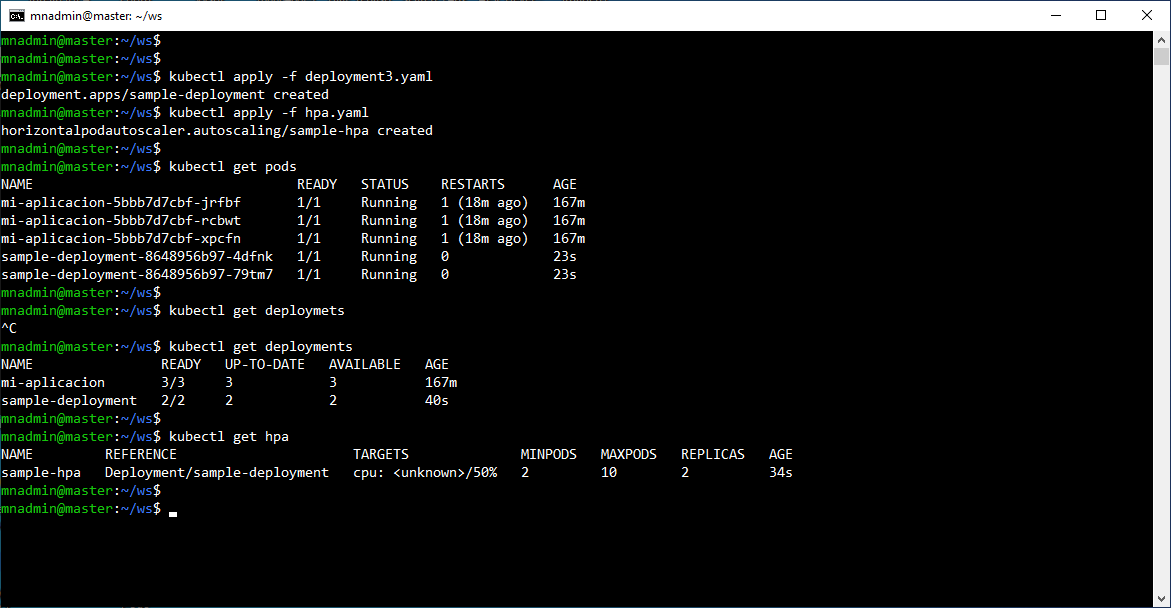 mnadmin@master: ~/ws
mnadmin@master:~/ws$
mnadmin@master:~/ws$
mnadmin@master:~/ws$ kubectl apply -f deployment3.yaml
deployment.apps/sample-deployment created
mnadmin@master:~/ws$ kubectl apply -f hpa.yaml
horizontalpodautoscaler.autoscaling/sample-hpa created
mnadmin@master:~/ws$
mnadmin@master:~/ws$ kubectl get pods
NAME                                 READY   STATUS    RESTARTS      AGE
mi-aplicacion-5bbb7d7cbf-jrfbf       1/1     Running   1 (18m ago)   167m
mi-aplicacion-5bbb7d7cbf-rcbwt       1/1     Running   1 (18m ago)   167m
mi-aplicacion-5bbb7d7cbf-xpcfn       1/1     Running   1 (18m ago)   167m
sample-deployment-8648956b97-4dfnk   1/1     Running   0             23s
sample-deployment-8648956b97-79tm7   1/1     Running   0             23s
mnadmin@master:~/ws$
mnadmin@master:~/ws$ kubectl get deploymets
^C
mnadmin@master:~/ws$ kubectl get deployments
NAME                READY   UP-TO-DATE   AVAILABLE   AGE
mi-aplicacion       3/3     3            3           167m
sample-deployment   2/2     2            2           40s
mnadmin@master:~/ws$
mnadmin@master:~/ws$ kubectl get hpa
NAME         REFERENCE                      TARGETS              MINPODS   MAXPODS   REPLICAS   AGE
sample-hpa   Deployment/sample-deployment   cpu: <unknown>/50%   2         10        2          34s
mnadmin@master:~/ws$
mnadmin@master:~/ws$